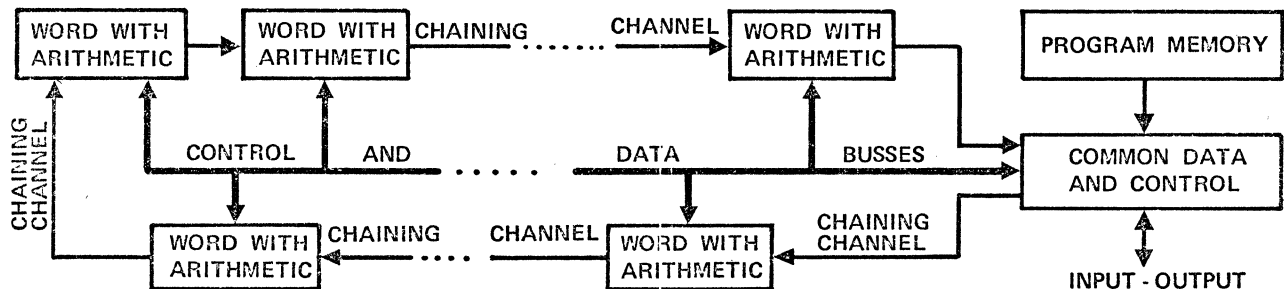 WORD WITH
ARITHMETIC
WORD WITH
ARITHMETIC
CHAINING
CHANNEL
WORD WITH
ARITHMETIC
PROGRAM MEMORY
CHAINING
CHANNEL
CONTROL AND DATA BUSSES
COMMON DATA
AND CONTROL
WORD WITH
ARITHMETIC
CHAINING
CHANNEL
WORD WITH
ARITHMETIC
CHAINING
CHANNEL
INPUT - OUTPUT